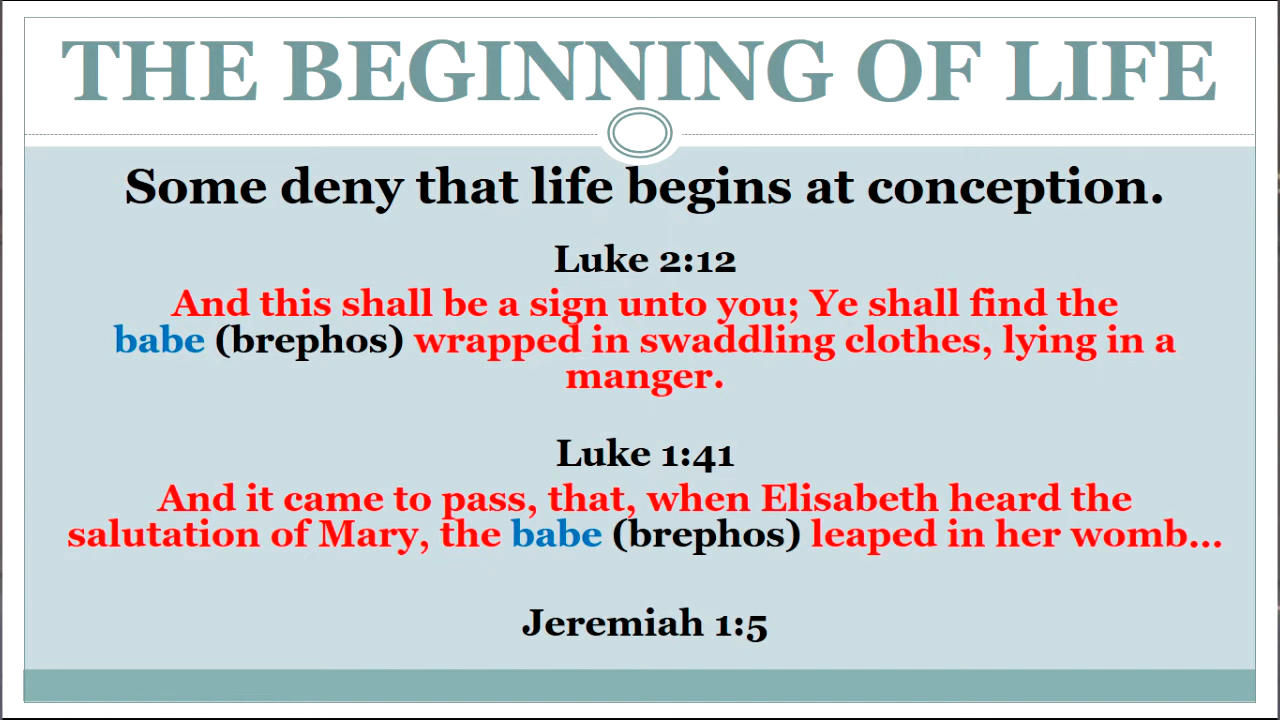 THE BEGINNING OF LIFE
Some deny that life begins at conception.
Luke 2:12
And this shall be a sign unto you; Ye shall find the
babe (brephos) wrapped in swaddling clothes, lying in a
manger.
Luke 1:41
And it came to pass, that, when Elisabeth heard the
salutation of Mary, the babe (brephos) leaped in her womb...
Jeremiah 1:5